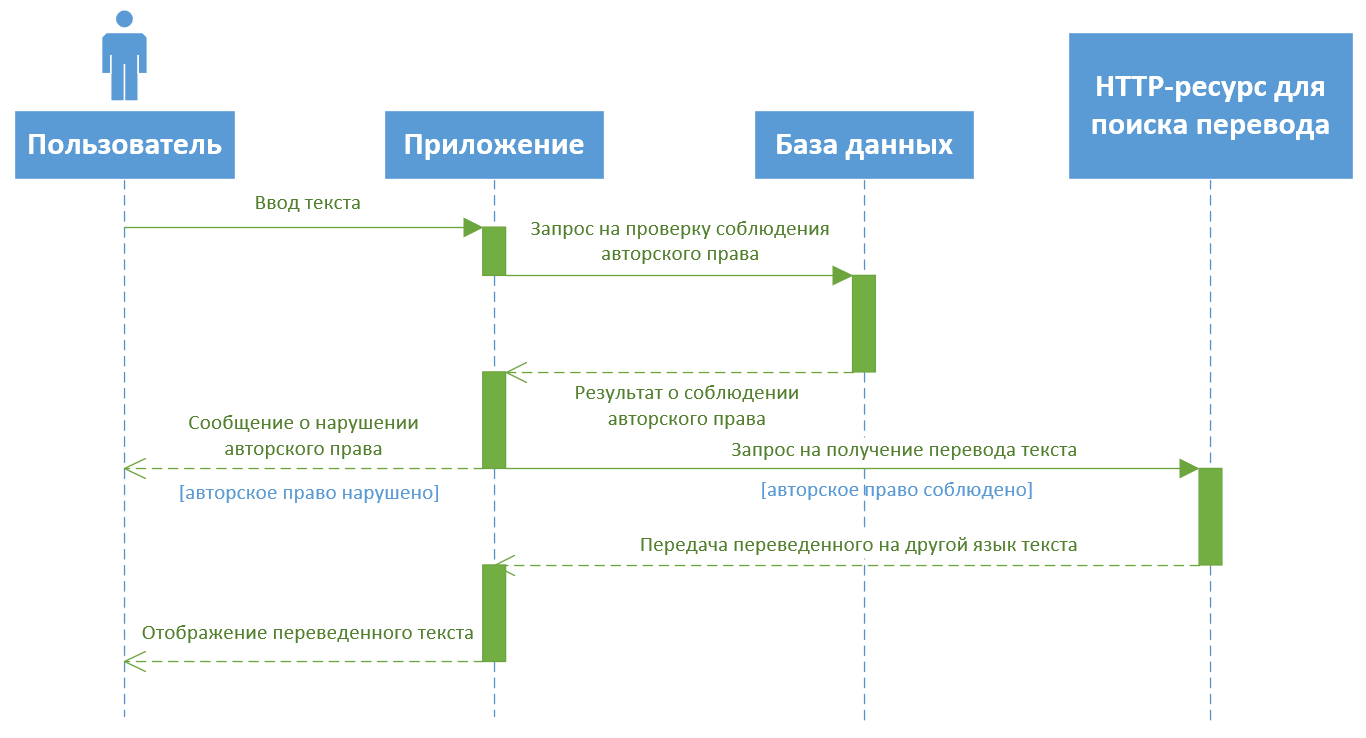 Пользователь
Приложение
База данных
HTTP-ресурс для
поиска перевода
Ввод текста
Запрос на проверку соблюдения
авторского права
Результат о соблюдении
авторского права
Сообщение о нарушении
авторского права
[авторское право нарушено]
Запрос на получение перевода текста
[авторское право соблюдено]
Передача переведенного на другой язык текста
Отображение переведенного текста